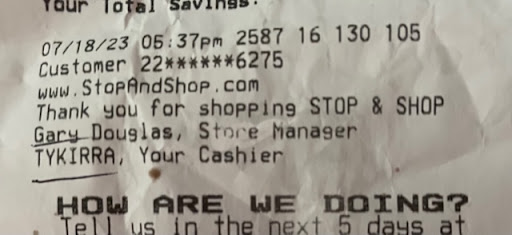 Your Total Savings:
07/18/23 05:37pm 2587 16 130 105
Customer 22******6275
www.StopAndShop.com
Thank you for shopping STOP & SHOP
Gary Douglas, Store Manager
TYKIRRA, Your Cashier
HOW ARE WE DOING?
Tell us in the next 5 days at